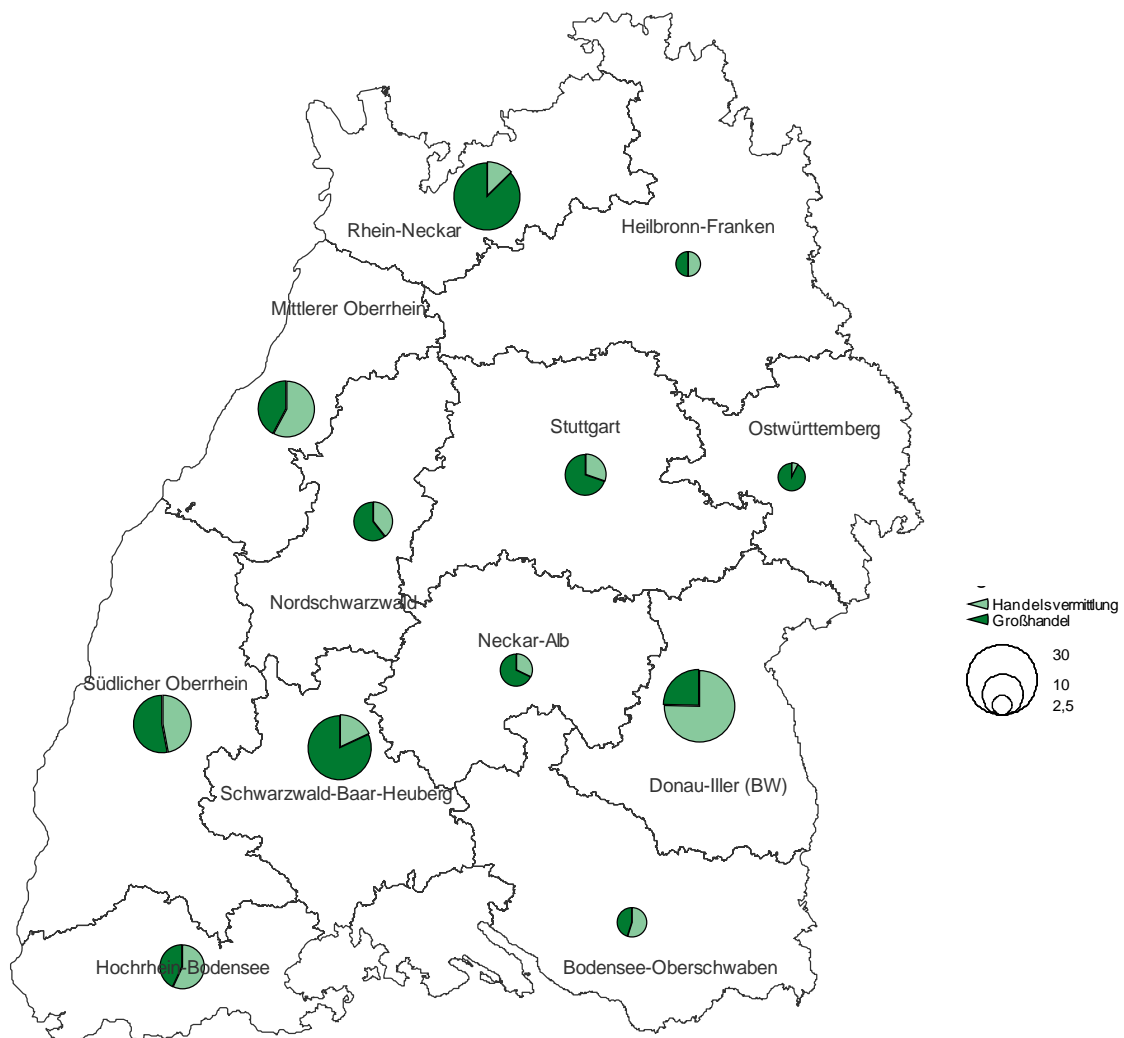 Rhein-Neckar
Heilbronn-Franken
Mittlerer Oberrhein
Stuttgart
Ostwürttemberg
Nordschwarzwald
Handelsvermittlung
Großhandel
Neckar-Alb
30
10
2,5
Südlicher Oberrhein
Donau-Iller (BW)
Schwarzwald-Baar-Heuberg
Hochrhein-Bodensee
Bodensee-Oberschwaben